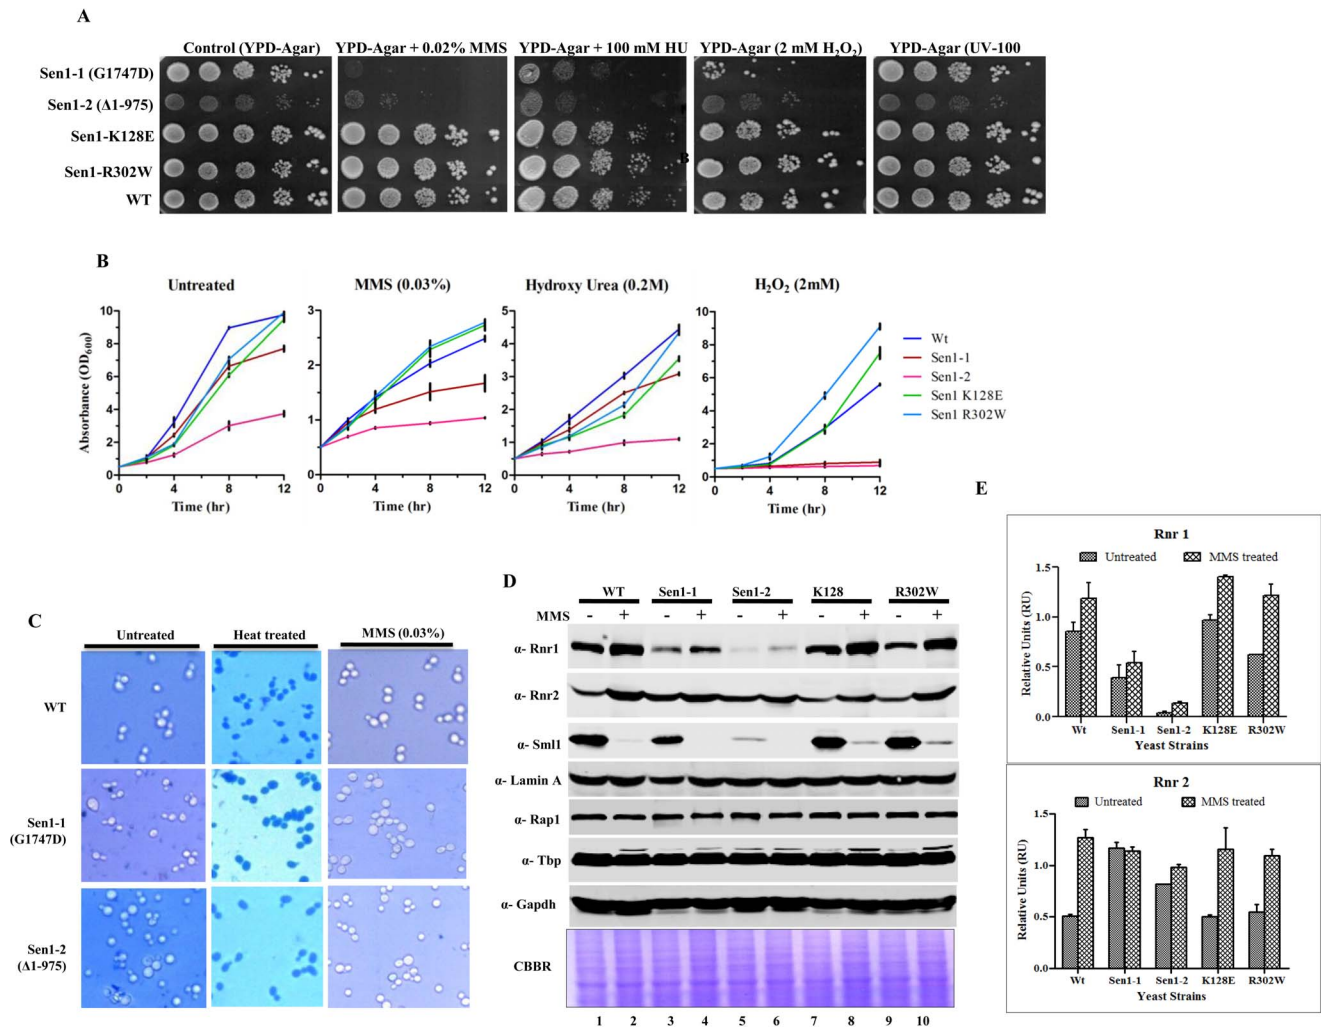 A
Control (YPD-Agar) YPD-Agar + 0.02% MMS YPD-Agar + 100 mM HU YPD-Agar (2 mM H₂O₂) YPD-Agar (UV-100
Sen1-1 (G1747D)
Sen1-2 (Δ1-975)
Sen1-K128E
Sen1-R302W
WT
B
B
Untreated MMS (0.03%) Hydroxy Urea (0.2M) H₂O₂ (2mM)
Absorbance (OD₆₀₀)
10
8
6
4
2
0
0 4 8 12
Time (hr)
3
2
1
0
0 4 8 12
Time (hr)
5
4
3
2
1
0
0 4 8 12
Time (hr)
10
8
6
4
2
0
0 4 8 12
Time (hr)
Wt
Sen1-1
Sen1-2
Sen1 K128E
Sen1 R302W
C
Untreated Heat treated MMS (0.03%)
WT
Sen1-1
(G1747D)
Sen1-2
(Δ1-975)
D
WT Sen1-1 Sen1-2 K128 R302W
MMS - + - + - + - + - +
α- Rnr1
α- Rnr2
α- Sml1
α- Lamin A
α- Rap1
α- Tbp
α- Gapdh
CBBR
1 2 3 4 5 6 7 8 9 10
E
Rnr 1
Untreated MMS treated
Relative Units (RU)
1.5
1.0
0.5
0.0
Wt Sen1-1 Sen1-2 K128E R302W
Yeast Strains
Rnr 2
Untreated MMS treated
Relative Units (RU)
1.5
1.0
0.5
0.0
Wt Sen1-1 Sen1-2 K128E R302W
Yeast Strains